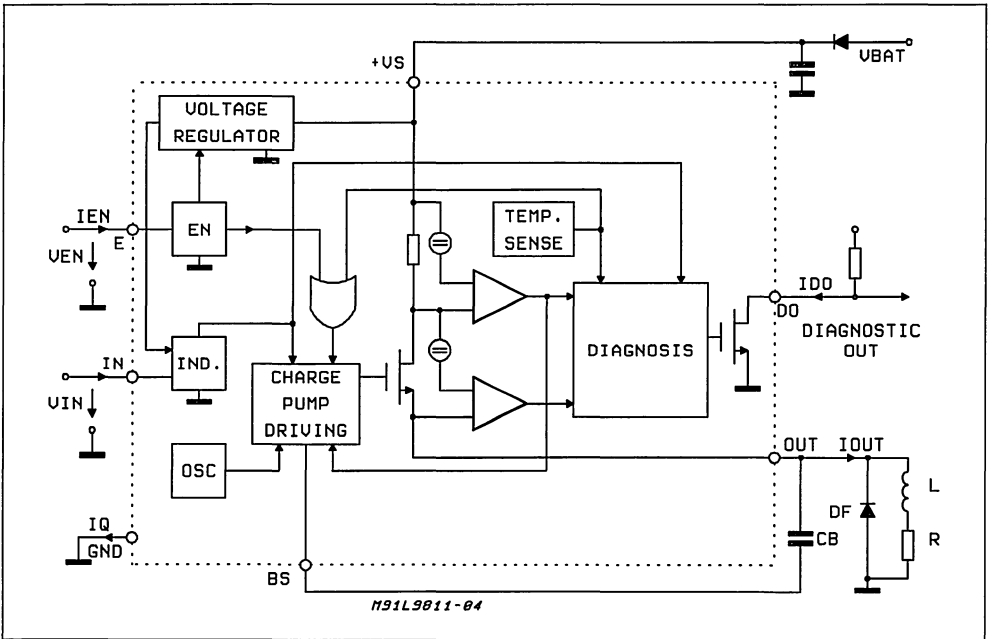 +VS
VBAT
VOLTAGE
REGULATOR
IEN
E
EN
VEN
TEMP.
SENSE
IDO
DO
DIAGNOSTIC
OUT
DIAGNOSIS
IN
IND.
VIN
CHARGE
PUMP
DRIVING
OSC
OUT
IOUT
L
DF
CB
R
IQ
GND
BS
M91L9811-04